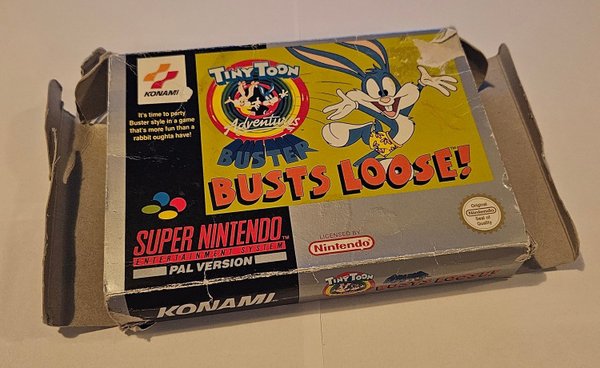 KONAMI
It's time to party
Buster style in a game
that's more fun than a
rabbit oughta have!
TINY TOON
Adventures
BUSTER
BUSTS LOOSE!
SUPER NINTENDO
ENTERTAINMENT SYSTEM
PAL VERSION
LICENSED BY
Nintendo
Original
Nintendo
Seal of
Quality
KONAMI
TINY TOON
BUSTS LOOSE!